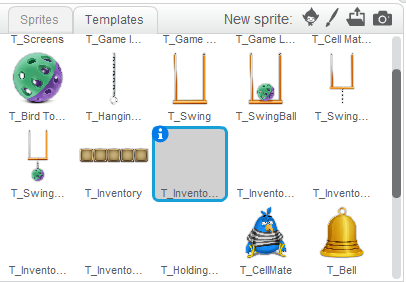 Sprites Templates New sprite:
T_Screens T_Game I... T_Game ... T_Game L... T_Cell Mat...
T_Bird To... T_Hangin... T_Swing T_SwingBall T_Swing...
T_Swing... T_Inventory T_Invento... T_Invento... T_Invento...
T_Invento... T_Invento... T_Holding... T_CellMate T_Bell